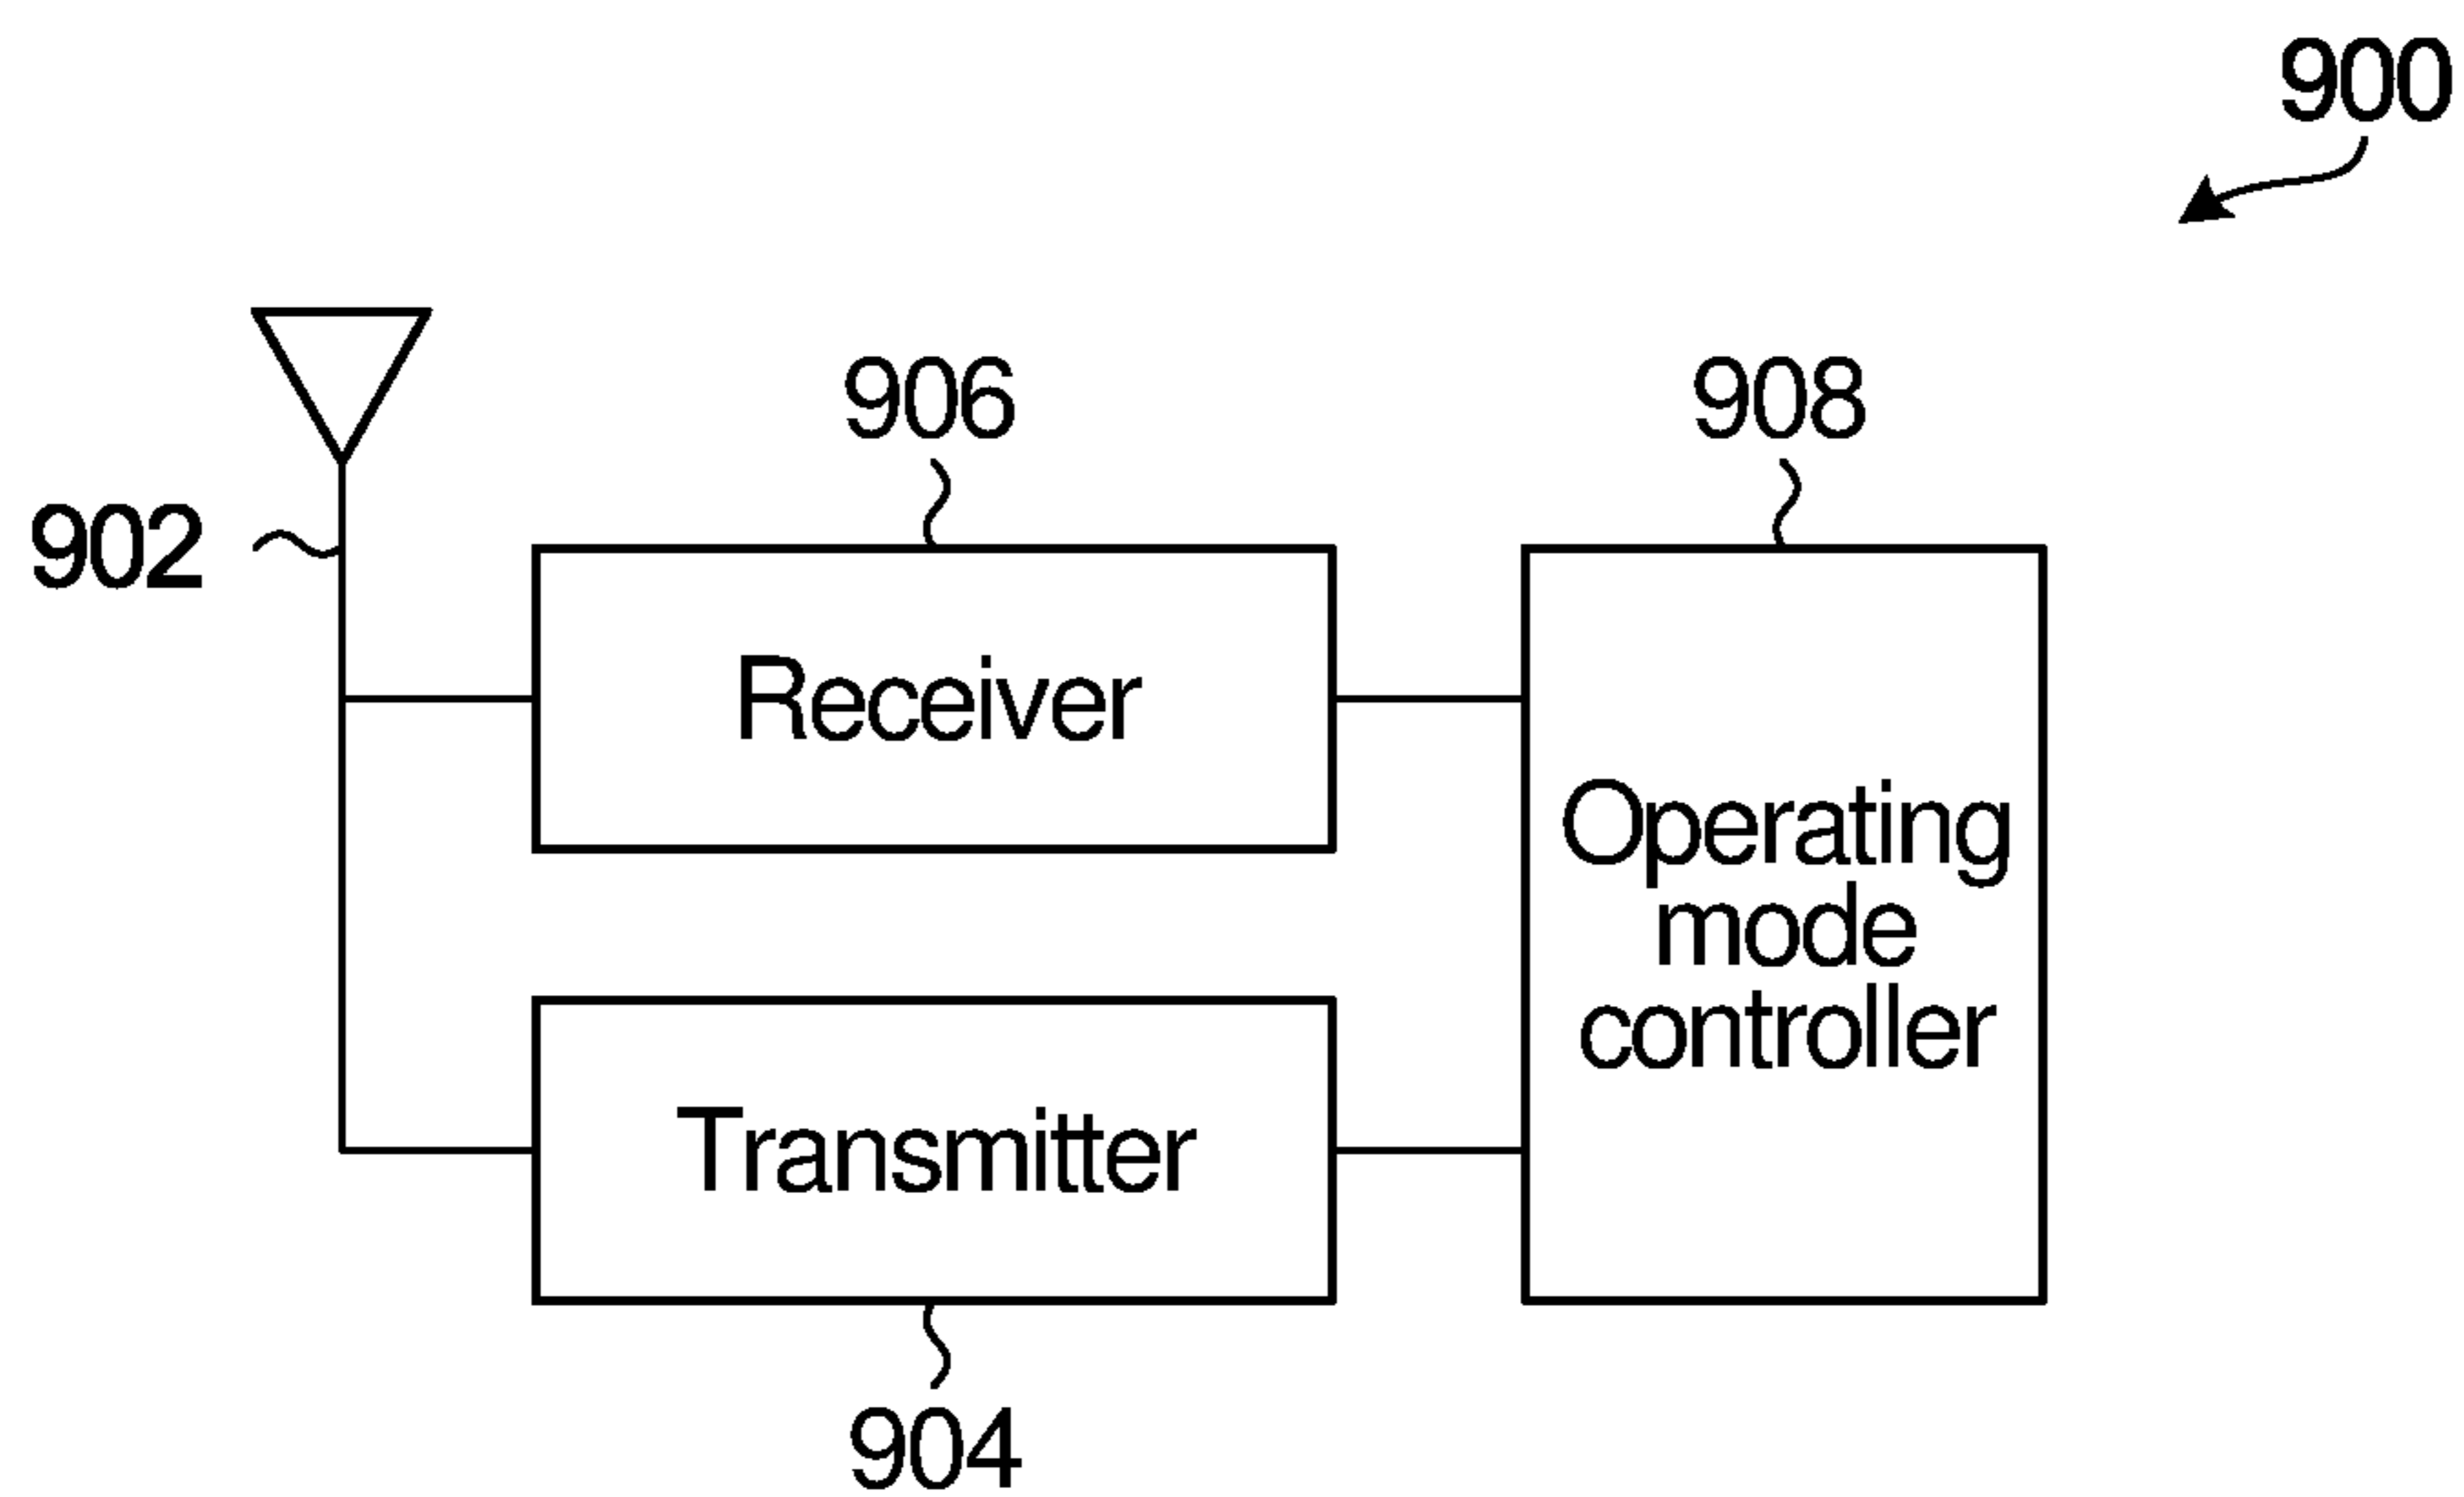 900
906
908
902
Receiver
Operating
mode
controller
Transmitter
904